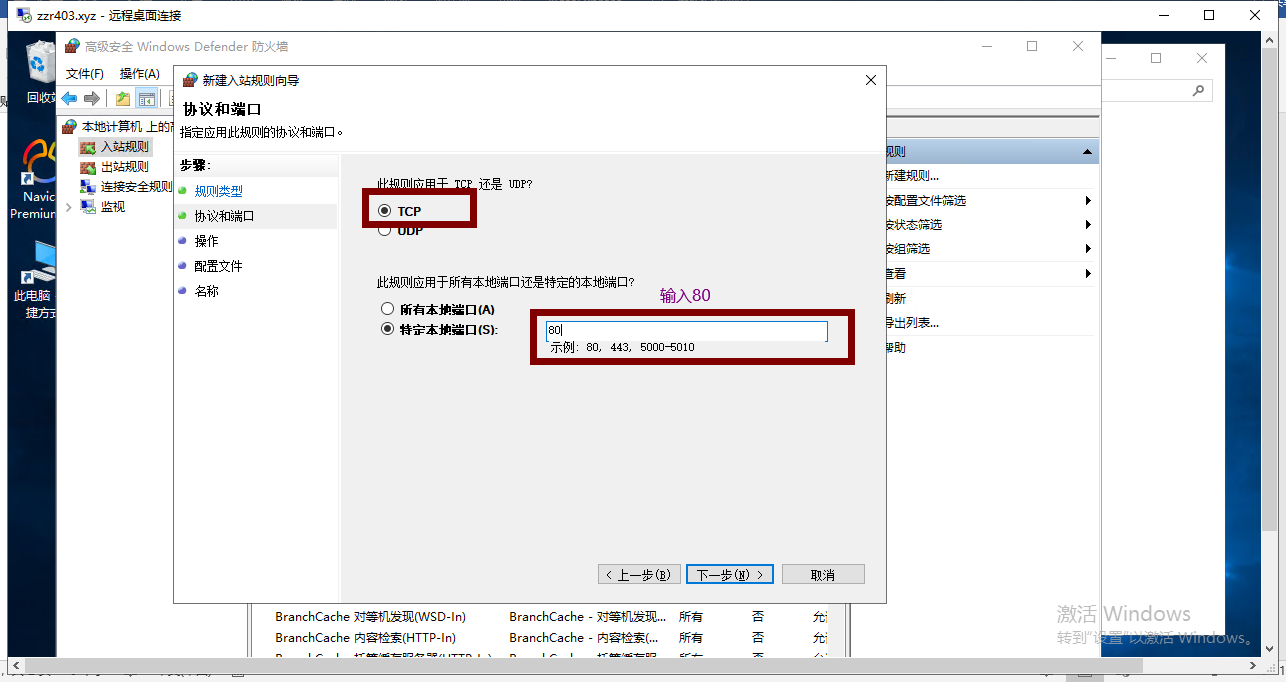 zzr403.xyz - 远程桌面连接
高级安全 Windows Defender 防火墙
文件(F) 操作(A)
新建入站规则向导
协议和端口
指定应用此规则的协议和端口。
步骤:
规则类型
协议和端口
操作
配置文件
名称
此规则应用于 TCP 还是 UDP?
TCP
UDP
此规则应用于所有本地端口还是特定的本地端口?
输入80
所有本地端口(A)
特定本地端口(S):
80
示例: 80, 443, 5000-5010
< 上一步(B)
下一步(N) >
取消
回收站
Navic
Premium
此电脑
捷方式
本地计算机 上的高
入站规则
出站规则
连接安全规则
监视
规则
新建规则...
按配置文件筛选
按状态筛选
按组筛选
查看
刷新
导出列表...
帮助
BranchCache 对等机发现(WSD-In) BranchCache - 对等机发现... 所有 否 允许
BranchCache 内容检索(HTTP-In) BranchCache - 内容检索(... 所有 否 允许
激活 Windows
转到"设置"以激活 Windows。